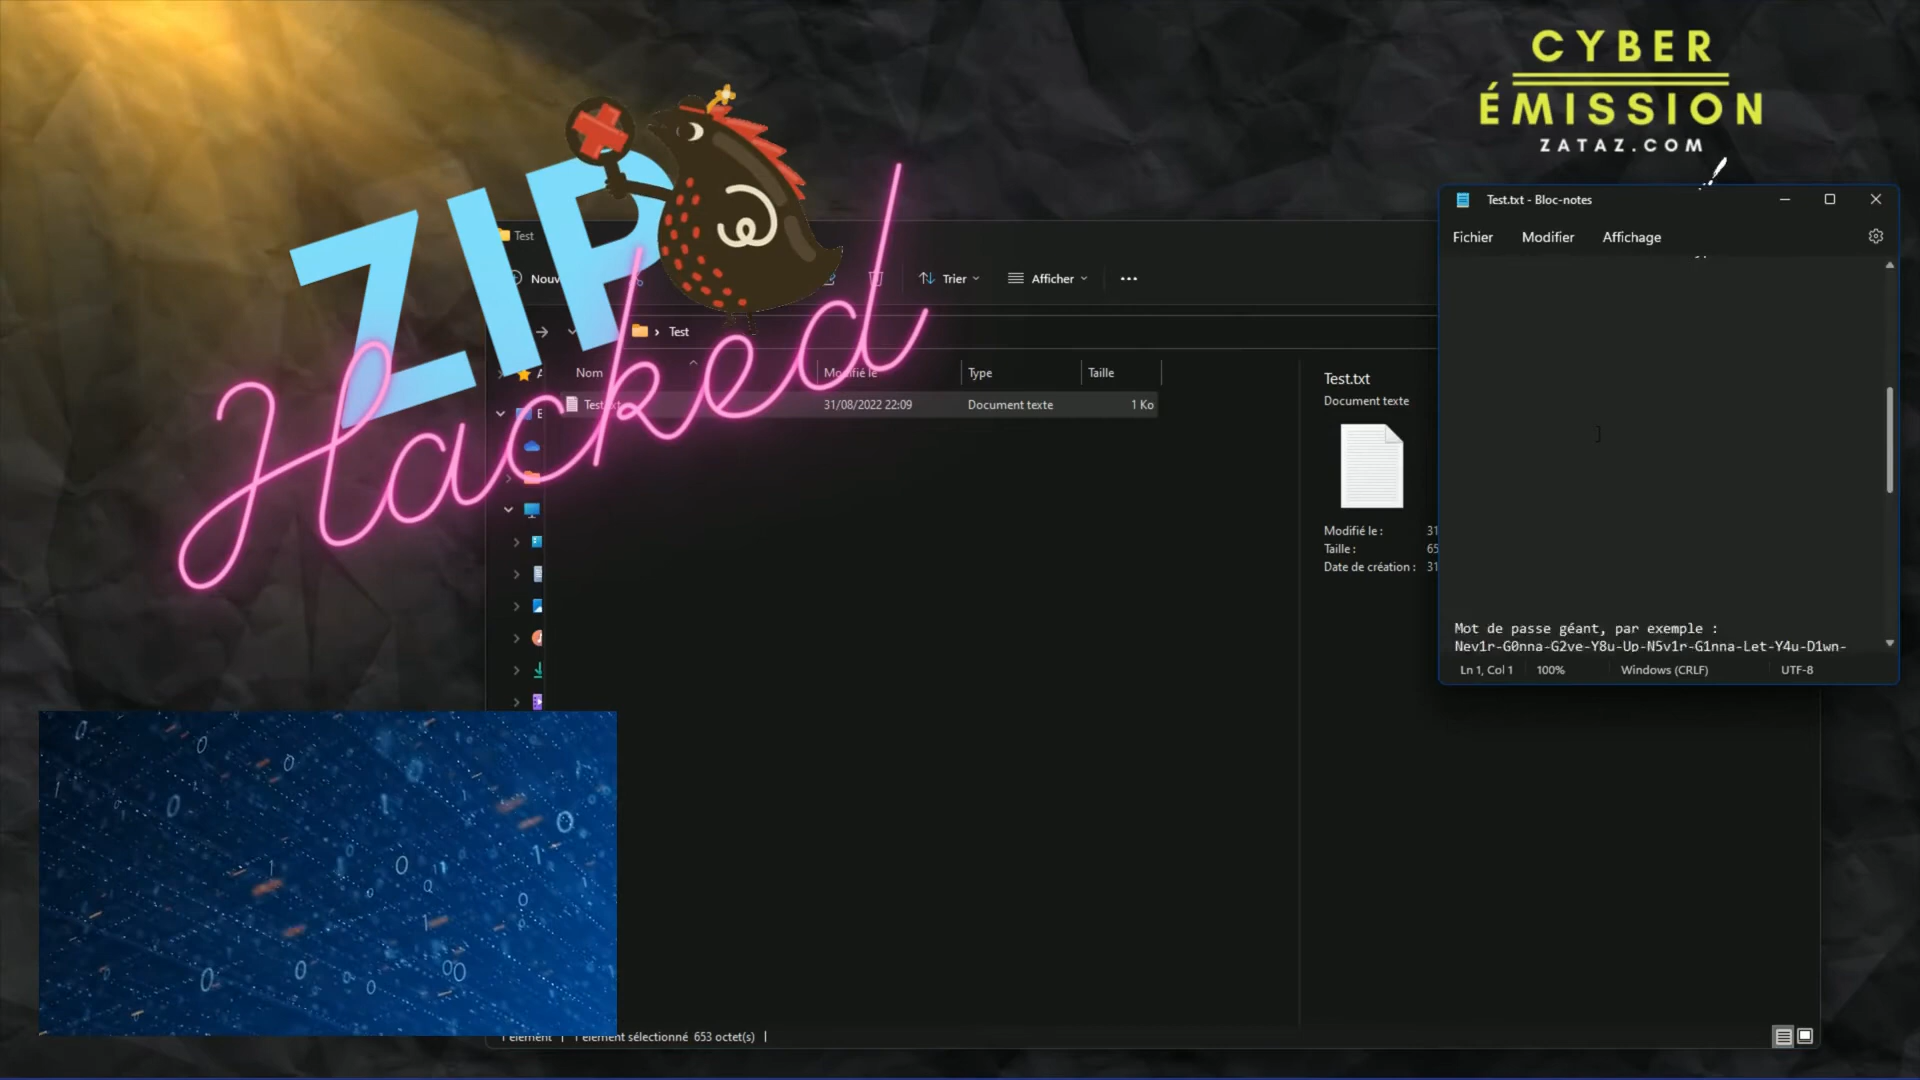 CYBER
ÉMISSION
ZATAZ.COM
ZIP
Hacked
Test
Trier
Afficher
Test
Nom
Modifié le
Type
Taille
31/08/2022 22:09
Document texte
1 Ko
Test.txt
Document texte
Modifié le :
Taille :
Date de création :
1 élément sélectionné 653 octet(s)
Test.txt - Bloc-notes
Fichier
Modifier
Affichage
Mot de passe géant, par exemple :
Nev1r-G0nna-G2ve-Y8u-Up-N5v1r-G1nna-Let-Y4u-D1wn-
Ln 1, Col 1
100%
Windows (CRLF)
UTF-8